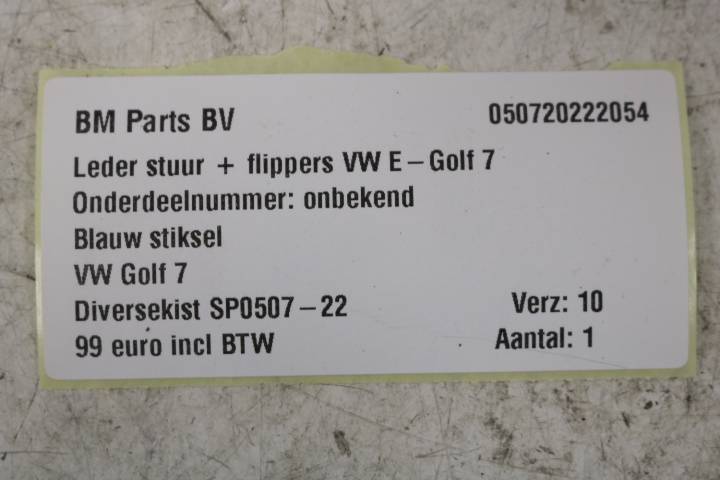 BM Parts BV 050720222054
Leder stuur + flippers VW E-Golf 7
Onderdeelnummer: onbekend
Blauw stiksel
VW Golf 7
Diversekist SP0507-22 Verz: 10
99 euro incl BTW Aantal: 1